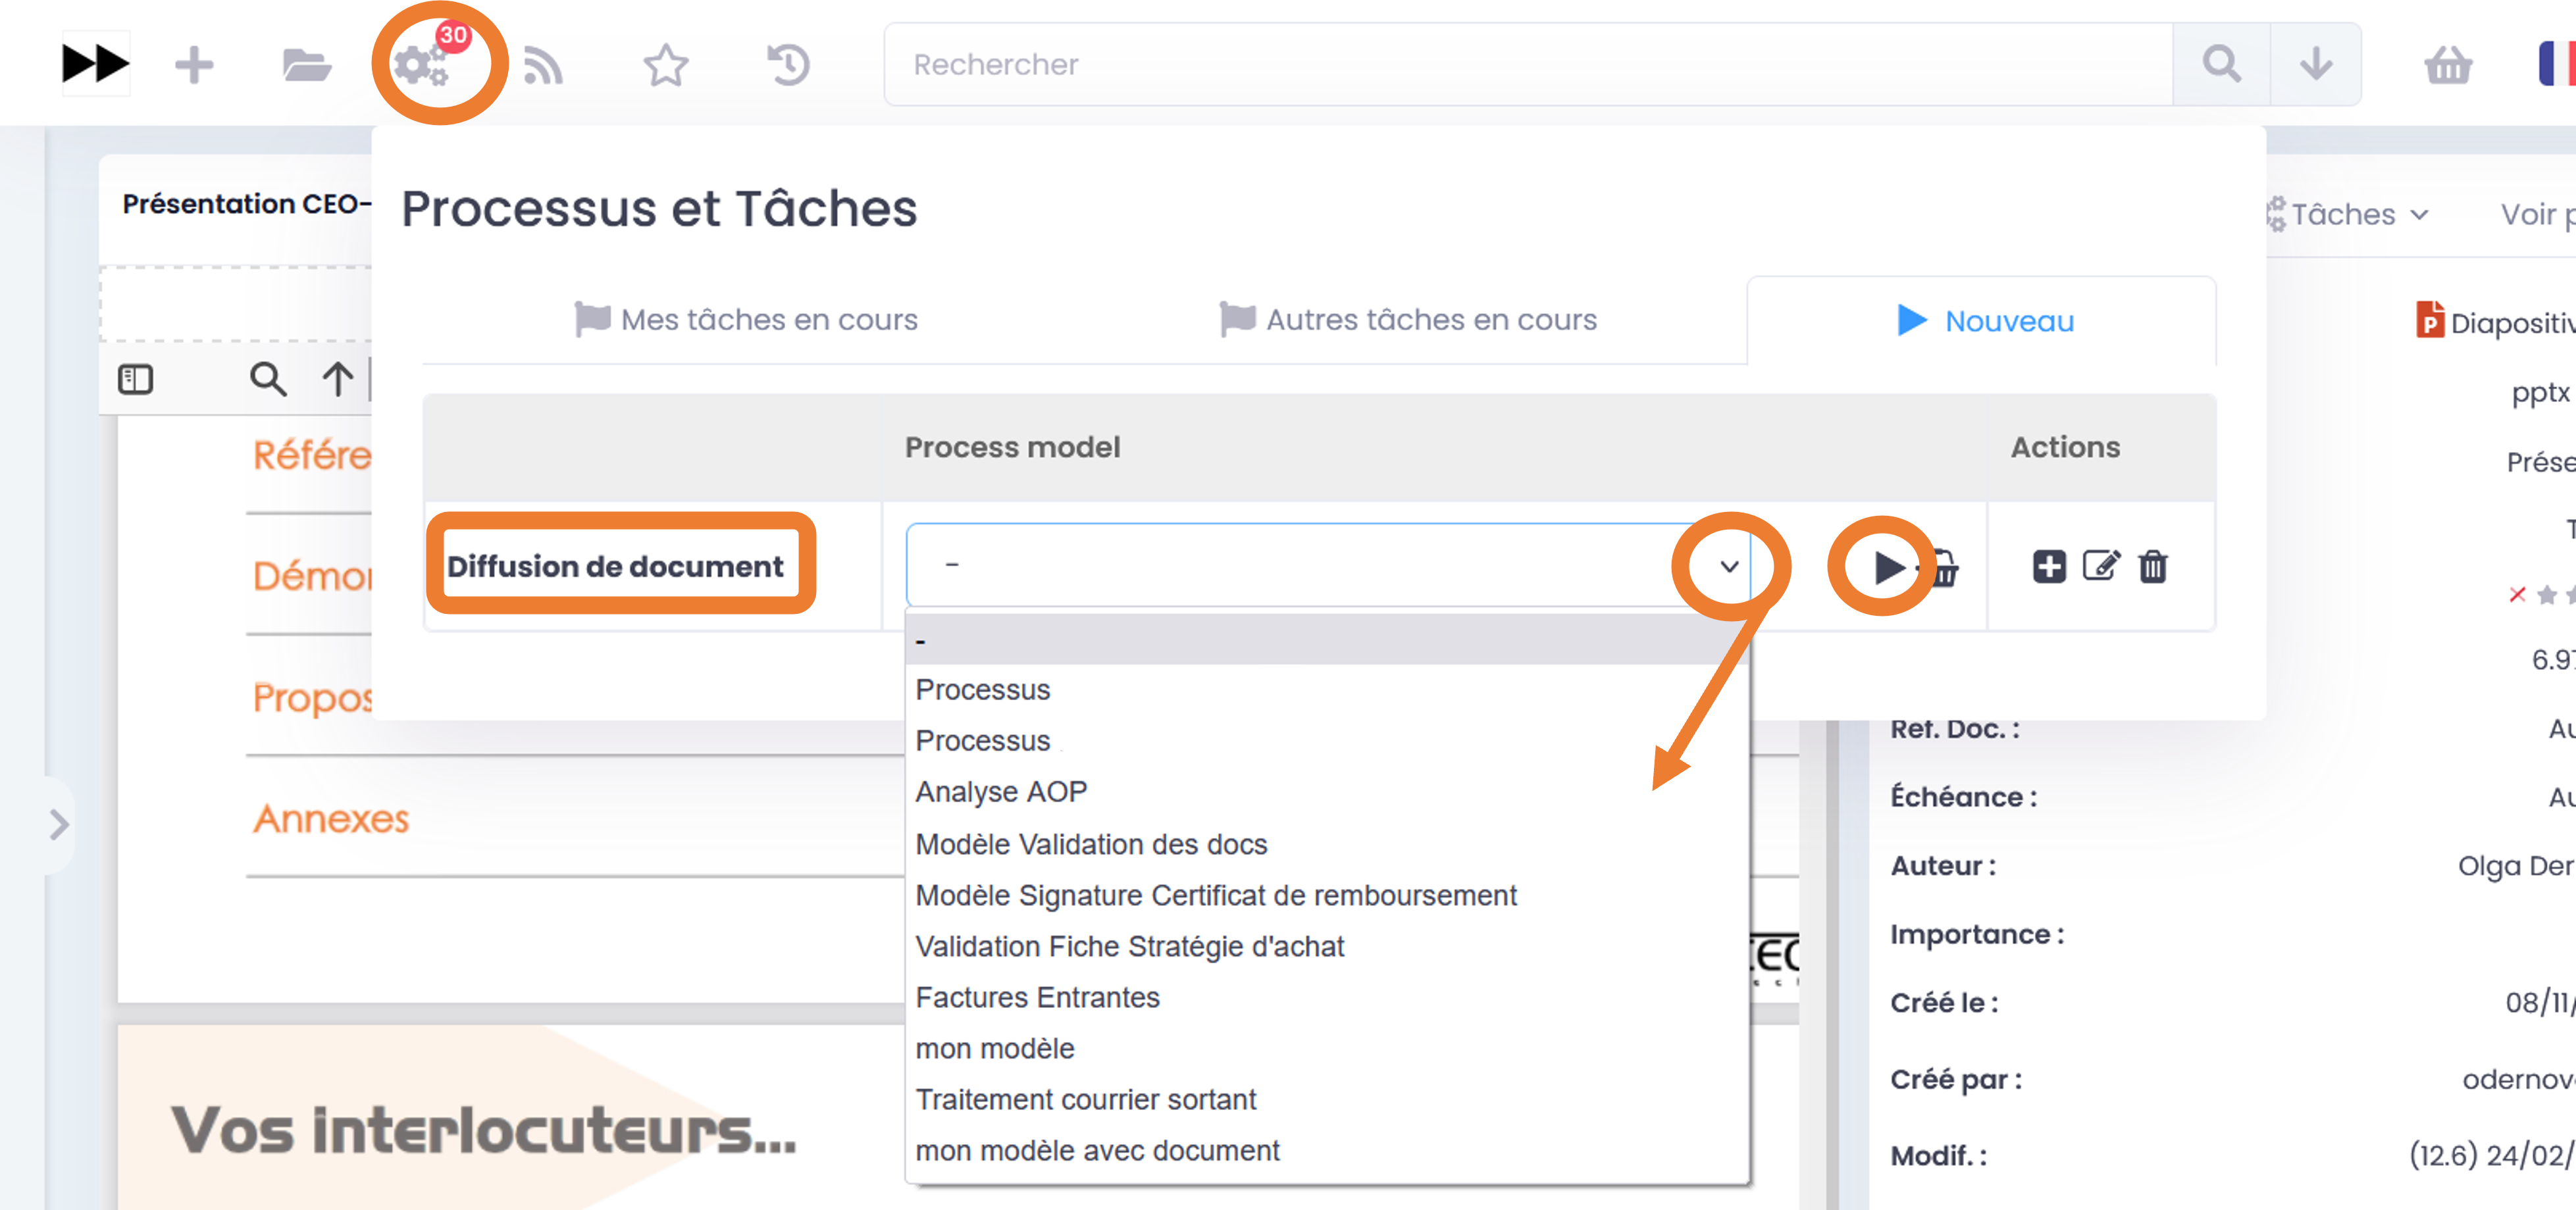 30
Rechercher
Présentation CEO-
Processus et Tâches
Tâches
Voir p
Mes tâches en cours
Autres tâches en cours
Nouveau
Diapositiv
pptx
Prése
T
6.97
Process model
Actions
Diffusion de document
-
-
Processus
Processus
Analyse AOP
Modèle Validation des docs
Modèle Signature Certificat de remboursement
Validation Fiche Stratégie d'achat
Factures Entrantes
mon modèle
Traitement courrier sortant
mon modèle avec document
Référe
Démor
Propos
Annexes
Vos interlocuteurs...
Ref. Doc. :
Au
Échéance :
Au
Auteur :
Olga Der
Importance :
Créé le :
08/11/
Créé par :
odernov
Modif. :
(12.6) 24/02/